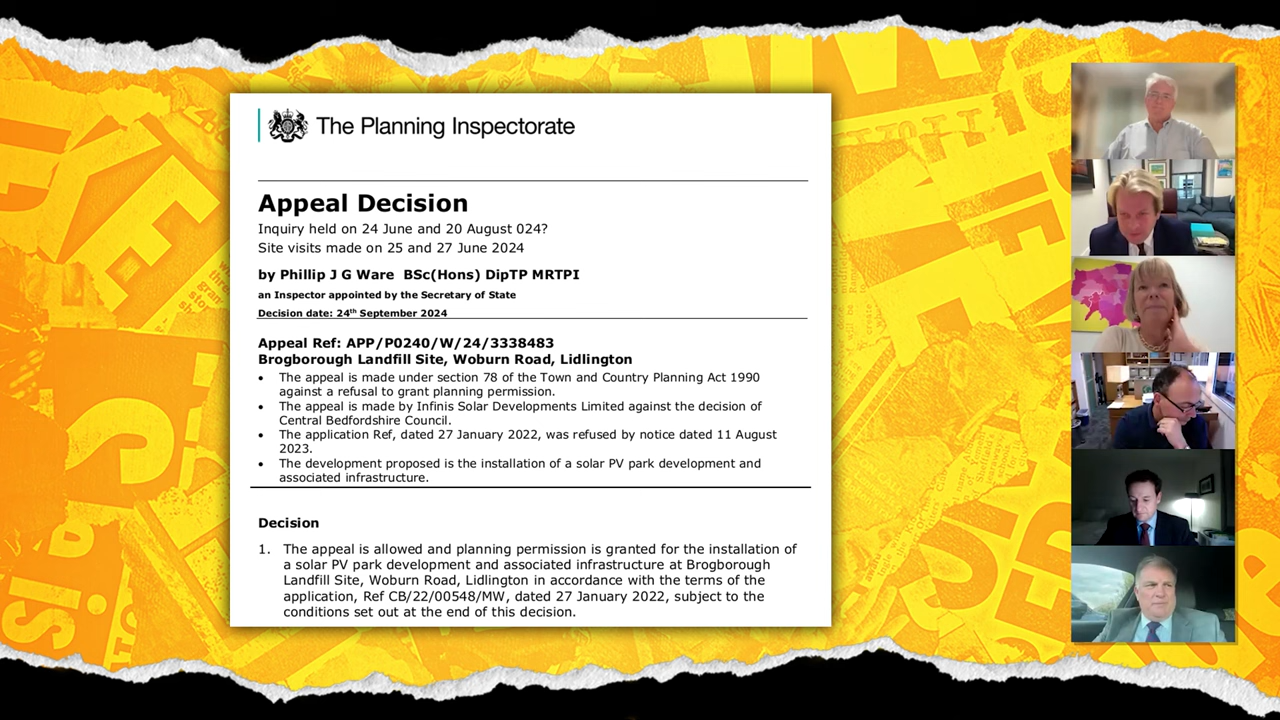 The Planning Inspectorate
Appeal Decision
Inquiry held on 24 June and 20 August 024?
Site visits made on 25 and 27 June 2024
by Phillip J G Ware BSc(Hons) DipTP MRTPI
an Inspector appointed by the Secretary of State
Decision date: 24th September 2024
Appeal Ref: APP/P0240/W/24/3338483
Brogborough Landfill Site, Woburn Road, Lidlington
• The appeal is made under section 78 of the Town and Country Planning Act 1990
against a refusal to grant planning permission.
• The appeal is made by Infinis Solar Developments Limited against the decision of
Central Bedfordshire Council.
• The application Ref, dated 27 January 2022, was refused by notice dated 11 August
2023.
• The development proposed is the installation of a solar PV park development and
associated infrastructure.
Decision
1. The appeal is allowed and planning permission is granted for the installation of
a solar PV park development and associated infrastructure at Brogborough
Landfill Site, Woburn Road, Lidlington in accordance with the terms of the
application, Ref CB/22/00548/MW, dated 27 January 2022, subject to the
conditions set out at the end of this decision.